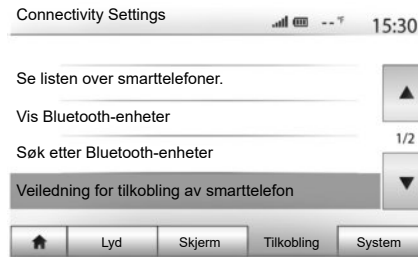 Connectivity Settings
-- °F
15:30
Se listen over smarttelefoner.
Vis Bluetooth-enheter
1/2
Søk etter Bluetooth-enheter
Veiledning for tilkobling av smarttelefon
Lyd
Skjerm
Tilkobling
System